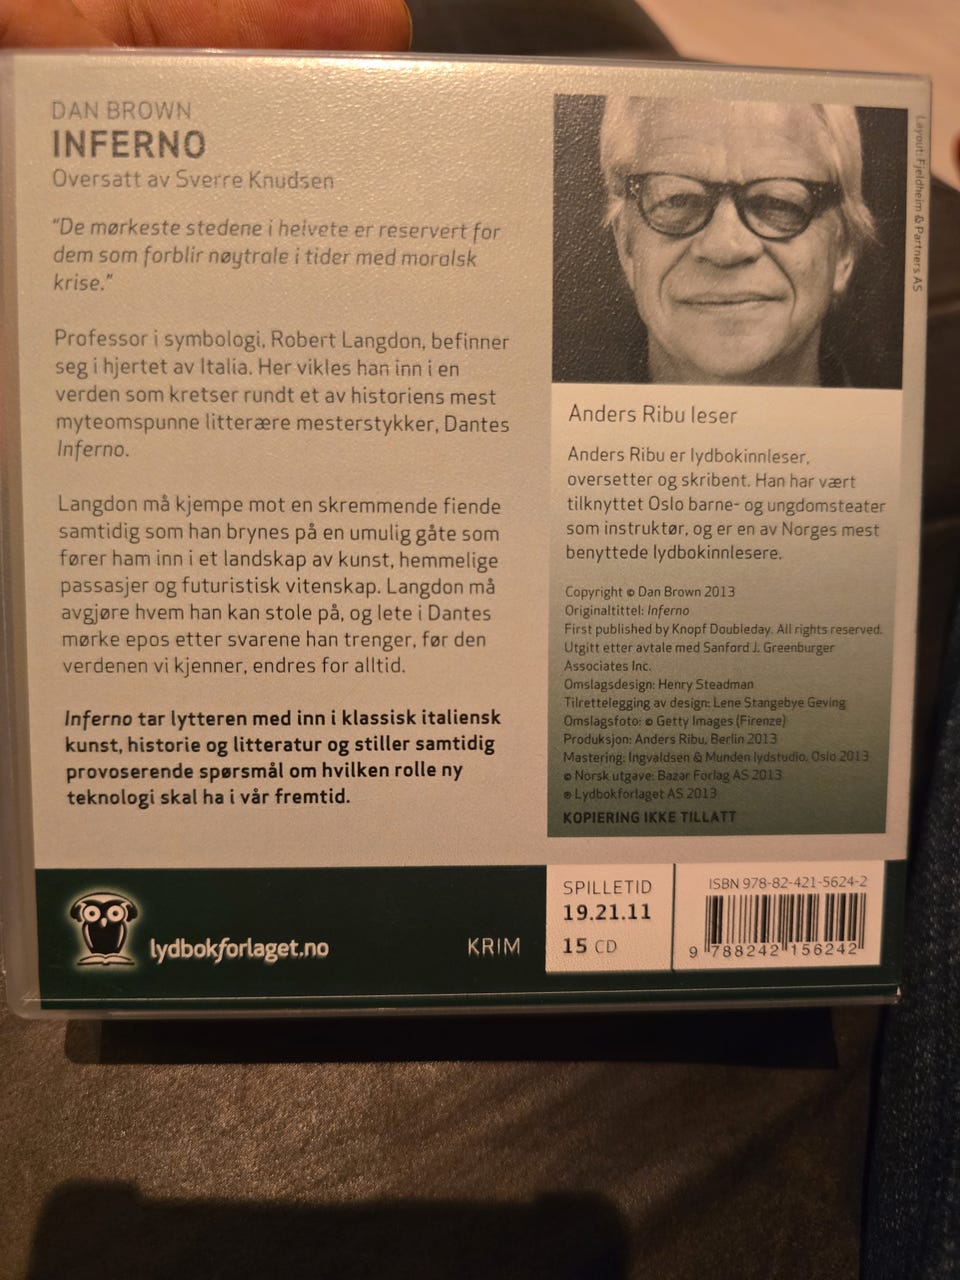 DAN BROWN
INFERNO
Oversatt av Sverre Knudsen
"De mørkeste stedene i helvete er reservert for
dem som forblir nøytrale i tider med moralsk
krise."
Professor i symbologi, Robert Langdon, befinner
seg i hjertet av Italia. Her vikles han inn i en
verden som kretser rundt et av historiens mest
myteomspunne litterære mesterstykker, Dantes
Inferno.
Langdon må kjempe mot en skremmende fiende
samtidig som han brynes på en umulig gåte som
fører ham inn i et landskap av kunst, hemmelige
passasjer og futuristisk vitenskap. Langdon må
avgjøre hvem han kan stole på, og lete i Dantes
mørke epos etter svarene han trenger, før den
verdenen vi kjenner, endres for alltid.
Inferno tar lytteren med inn i klassisk italiensk
kunst, historie og litteratur og stiller samtidig
provoserende spørsmål om hvilken rolle ny
teknologi skal ha i vår fremtid.
Layout: Fjeldheim & Partners AS
Anders Ribu leser
Anders Ribu er lydbokinnleser,
oversetter og skribent. Han har vært
tilknyttet Oslo barne- og ungdomsteater
som instruktør, og er en av Norges mest
benyttede lydbokinnlesere.
Copyright © Dan Brown 2013
Originaltittel: Inferno
First published by Knopf Doubleday. All rights reserved.
Utgitt etter avtale med Sanford J. Greenburger
Associates Inc.
Omslagsdesign: Henry Steadman
Tilrettelegging av design: Lene Stangebye Geving
Omslagsfoto: © Getty Images (Firenze)
Produksjon: Anders Ribu, Berlin 2013
Mastering: Ingvaldsen & Munden lydstudio, Oslo 2013
© Norsk utgave: Bazar Forlag AS 2013
℗ Lydbokforlaget AS 2013
KOPIERING IKKE TILLATT
lydbokforlaget.no
KRIM
SPILLETID
19.21.11
15 CD
ISBN 978-82-421-5624-2
9 788242 156242